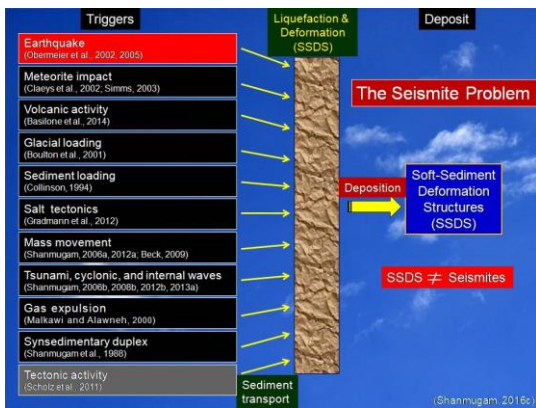 Triggers
Liquefaction &
Deformation
(SSDS)
Deposit
Earthquake
(Obermeier et al., 2002, 2005)
Meteorite impact
(Claeys et al., 2002; Simms, 2003)
Volcanic activity
(Basilone et al., 2014)
Glacial loading
(Boulton et al., 2001)
Sediment loading
(Collinson, 1994)
Salt tectonics
(Gradmann et al., 2012)
Mass movement
(Shanmugam, 2006a, 2012a; Beck, 2009)
Tsunami, cyclonic, and internal waves
(Shanmugam, 2006b, 2008b, 2012b, 2013a)
Gas expulsion
(Malkawi and Alawneh, 2000)
Synsedimentary duplex
(Shanmugam et al., 1988)
Tectonic activity
(Scholz et al., 2011)
Sediment
transport
The Seismite Problem
Deposition
Soft-Sediment
Deformation
Structures
(SSDS)
SSDS ≠ Seismites
(Shanmugam, 2016c)